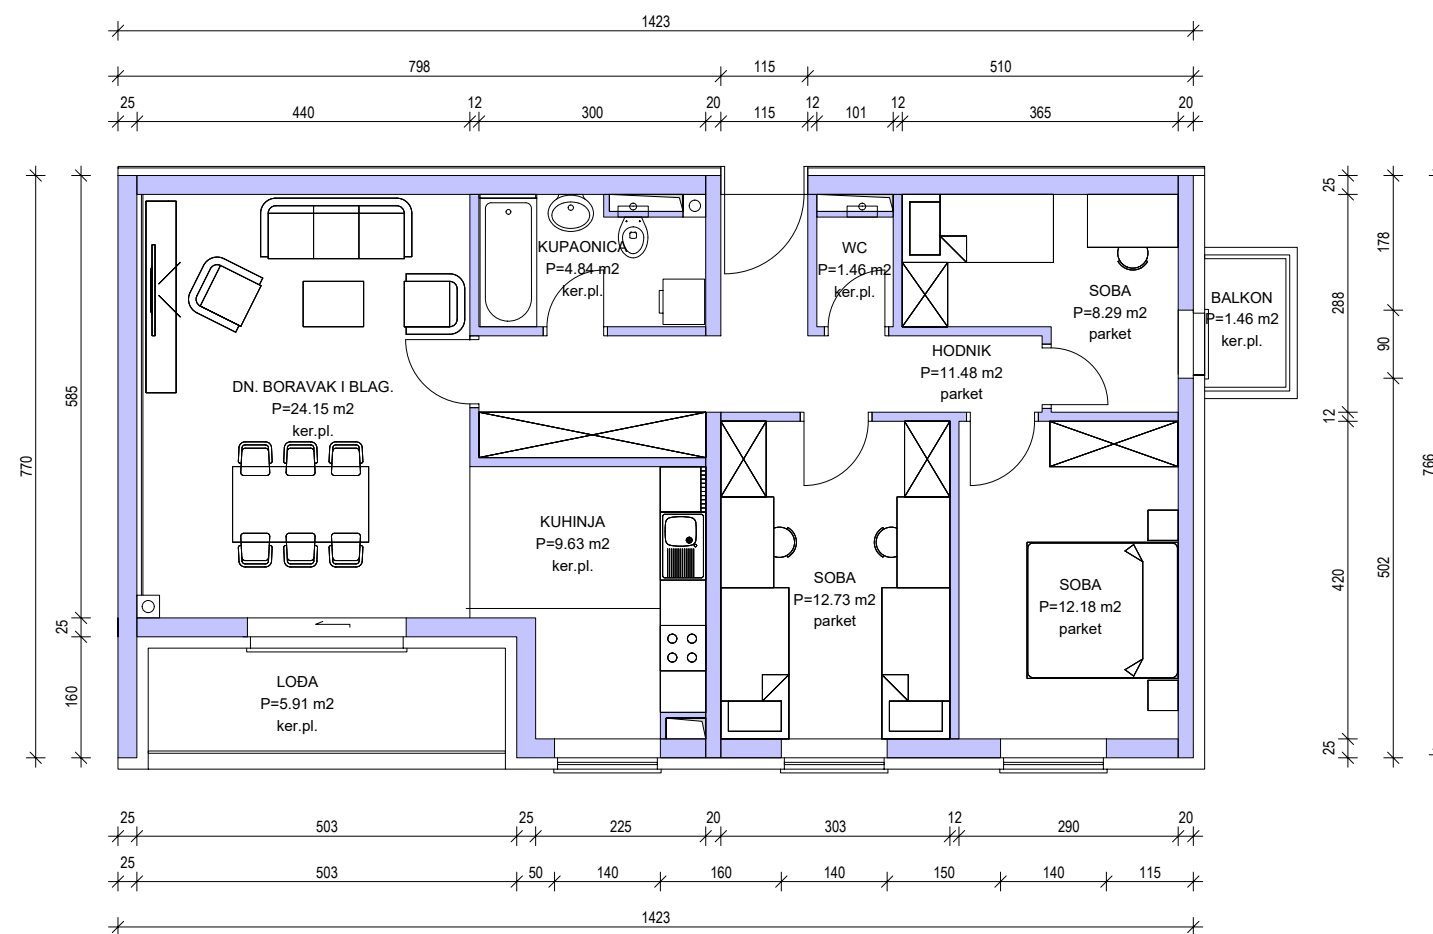 1423
798 115 510
25 440 12 300 20 115 12 101 12 365 20
KUPAONICA
P=4.84 m2
ker.pl.
WC
P=1.46 m2
ker.pl.
SOBA
P=8.29 m2
parket
BALKON
P=1.46 m2
ker.pl.
HODNIK
P=11.48 m2
parket
DN. BORAVAK I BLAG.
P=24.15 m2
ker.pl.
KUHINJA
P=9.63 m2
ker.pl.
SOBA
P=12.73 m2
parket
SOBA
P=12.18 m2
parket
LOĐA
P=5.91 m2
ker.pl.
770
585 25 160
25 288 12 420 25
178 90 502
766
25 503 25 225 20 303 12 290 20
25 503 50 140 160 140 150 140 115
1423